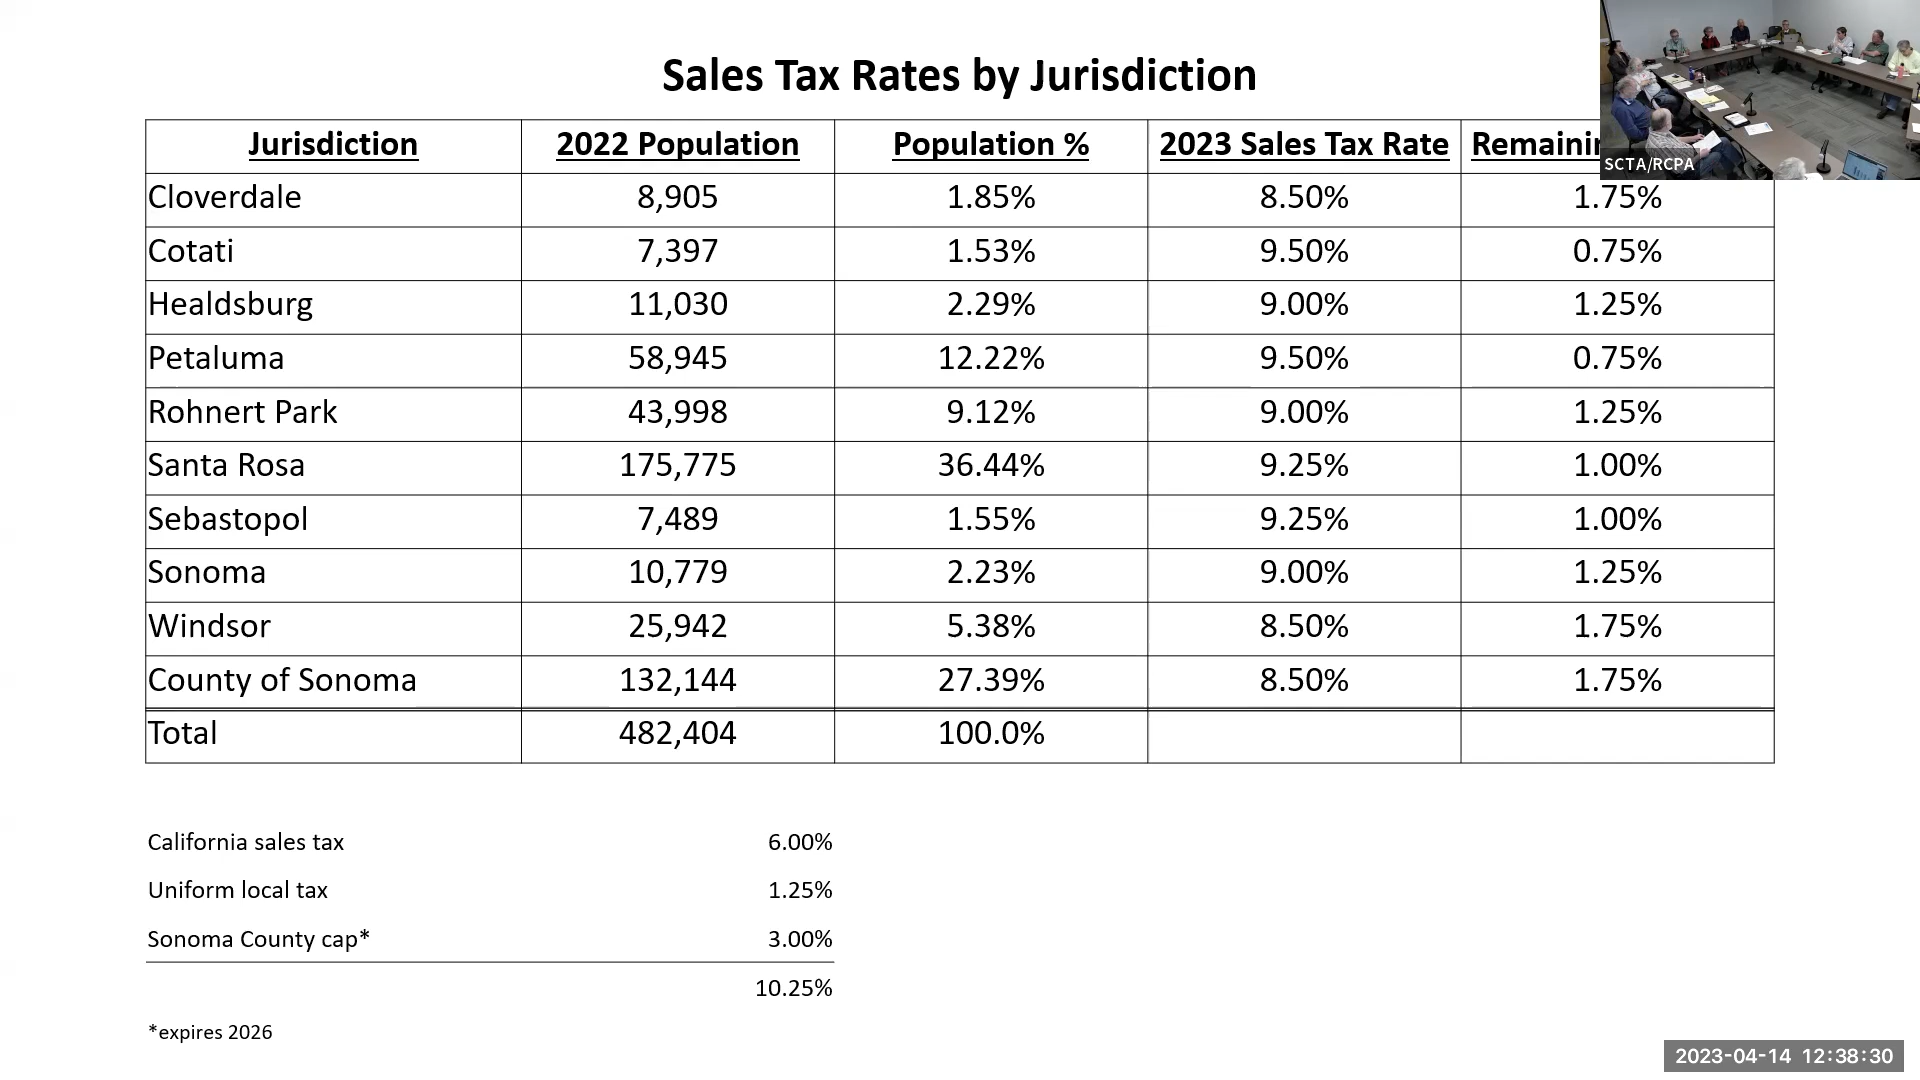 Sales Tax Rates by Jurisdiction
Jurisdiction 2022 Population Population % 2023 Sales Tax Rate
SCTA/RCPA
Cloverdale 8,905 1.85% 8.50% 1.75%
Cotati 7,397 1.53% 9.50% 0.75%
Healdsburg 11,030 2.29% 9.00% 1.25%
Petaluma 58,945 12.22% 9.50% 0.75%
Rohnert Park 43,998 9.12% 9.00% 1.25%
Santa Rosa 175,775 36.44% 9.25% 1.00%
Sebastopol 7,489 1.55% 9.25% 1.00%
Sonoma 10,779 2.23% 9.00% 1.25%
Windsor 25,942 5.38% 8.50% 1.75%
County of Sonoma 132,144 27.39% 8.50% 1.75%
Total 482,404 100.0%
California sales tax 6.00%
Uniform local tax 1.25%
Sonoma County cap* 3.00%
10.25%
*expires 2026
2023-04-14 12:38:30